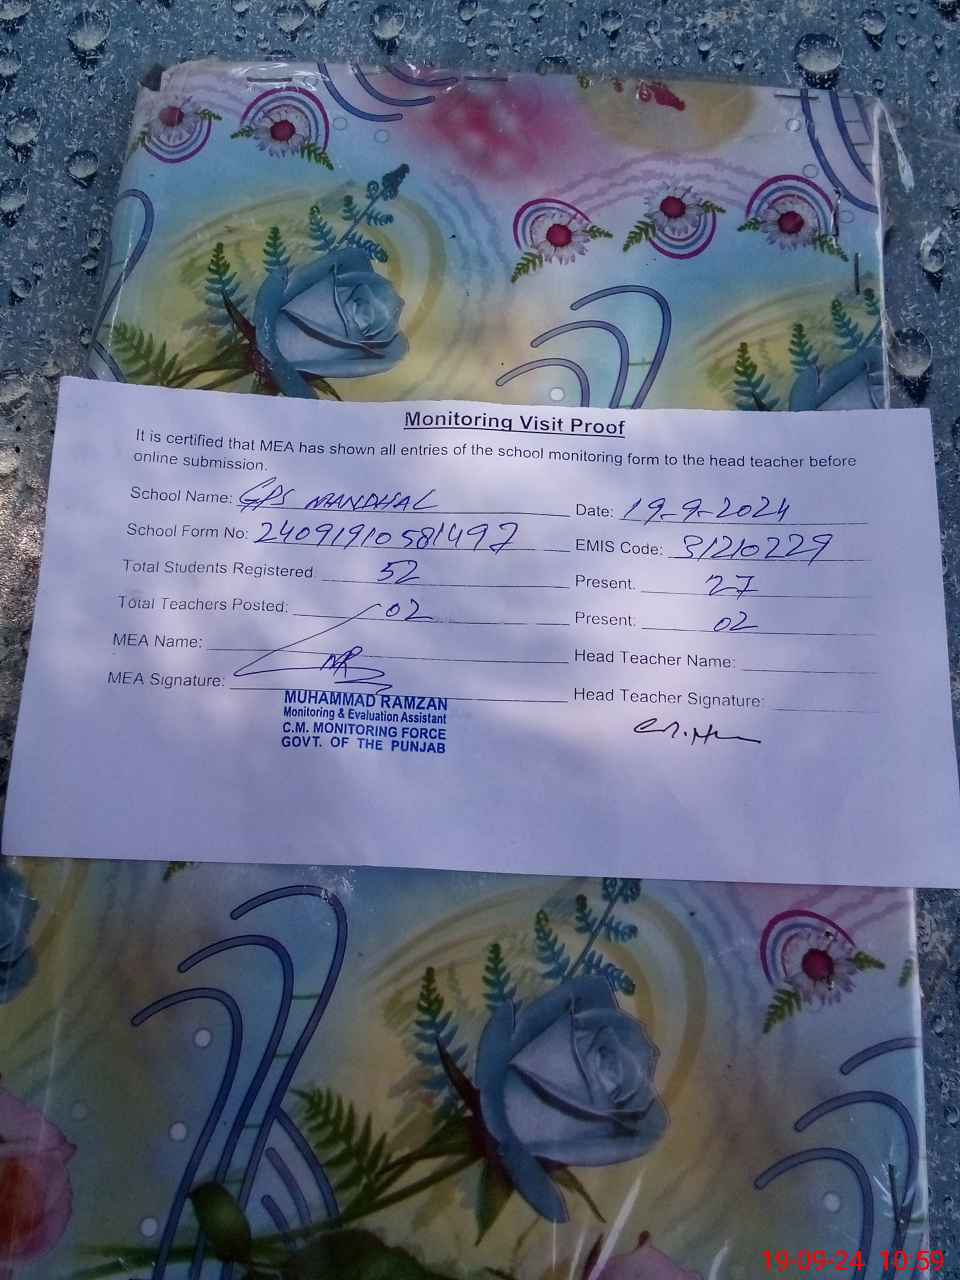 Monitoring Visit Proof
It is certified that MEA has shown all entries of the school monitoring form to the head teacher before
online submission.
School Name: GPS MANDHAL Date: 19-9-2024
School Form No: 24091910581497 EMIS Code: 31210229
Total Students Registered 52 Present. 27
Total Teachers Posted: 02 Present: 02
MEA Name: Head Teacher Name:
MEA Signature: Head Teacher Signature:
MUHAMMAD RAMZAN
Monitoring & Evaluation Assistant
C.M. MONITORING FORCE
GOVT. OF THE PUNJAB
19-09-24 10:59